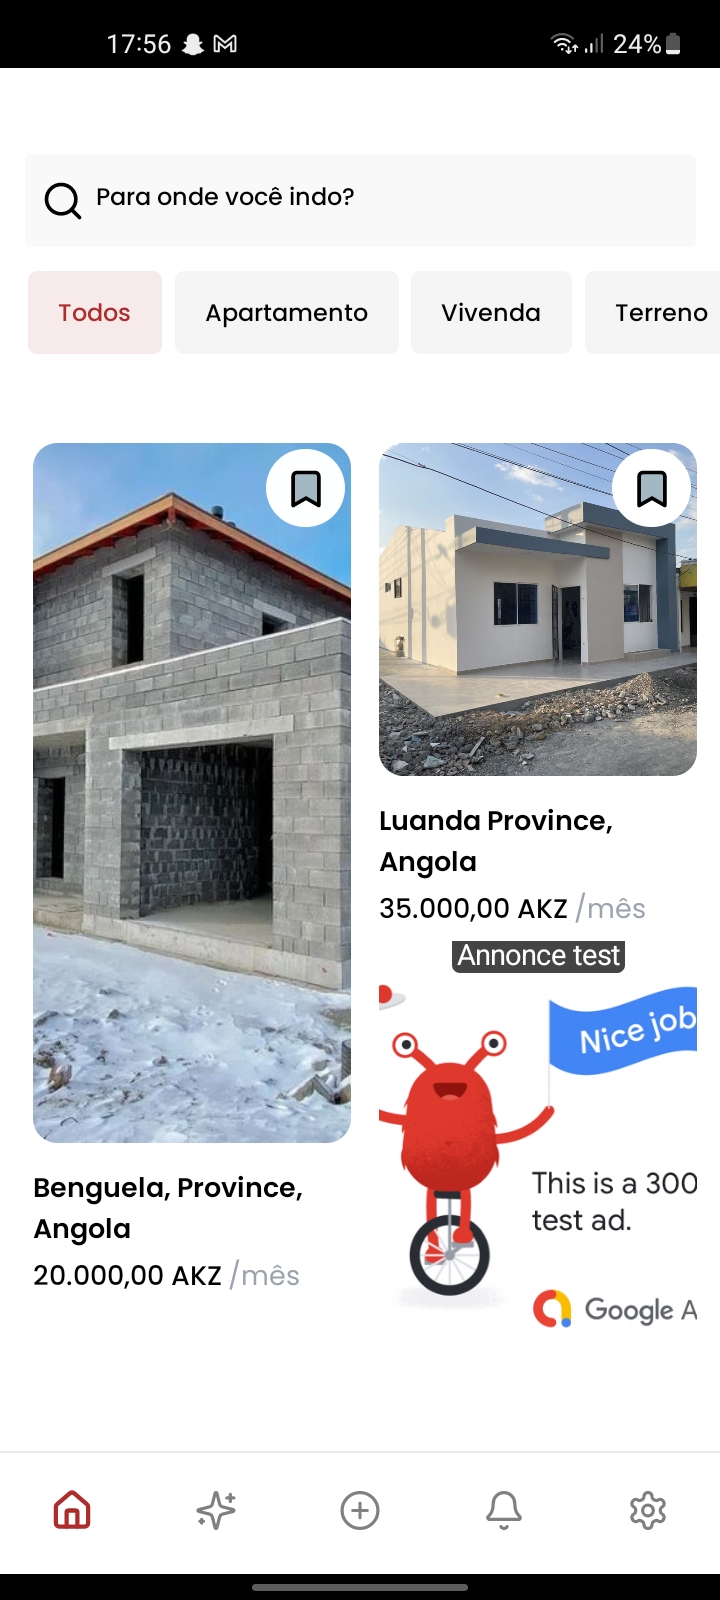 17:56
24%
Para onde você indo?
Todos
Apartamento
Vivenda
Terreno
Luanda Province,
Angola
35.000,00 AKZ /mês
Annonce test
Nice job
This is a 300
test ad.
Google A
Benguela, Province,
Angola
20.000,00 AKZ /mês